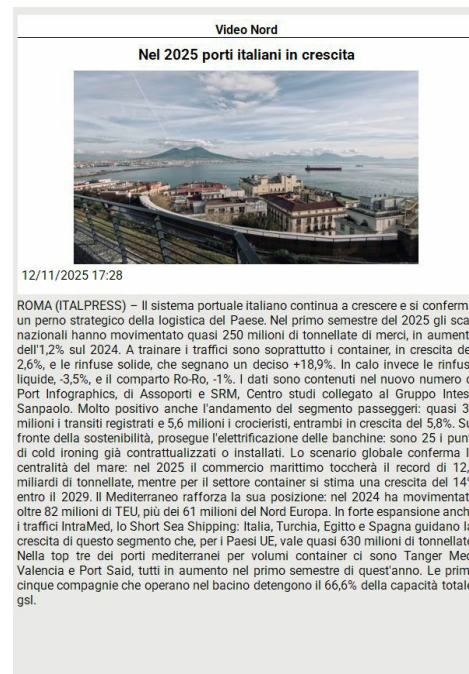 Video Nord
Nel 2025 porti italiani in crescita
12/11/2025 17:28
ROMA (ITALPRESS) – Il sistema portuale italiano continua a crescere e si conferm
un perno strategico della logistica del Paese. Nel primo semestre del 2025 gli sca
nazionali hanno movimentato quasi 250 milioni di tonnellate di merci, in aument
dell'1,2% sul 2024. A trainare i traffici sono soprattutto i container, in crescita de
2,6%, e le rinfuse solide, che segnano un deciso +18,9%. In calo invece le rinfus
liquide, -3,5%, e il comparto Ro-Ro, -1%. I dati sono contenuti nel nuovo numero
Port Infographics, di Assoporti e SRM, Centro studi collegato al Gruppo Intes
Sanpaolo. Molto positivo anche l'andamento del segmento passeggeri: quasi 3
milioni i transiti registrati e 5,6 milioni i crocieristi, entrambi in crescita del 5,8%. Su
fronte della sostenibilità, prosegue l'elettrificazione delle banchine: sono 25 i pun
di cold ironing già contrattualizzati o installati. Lo scenario globale conferma l
centralità del mare: nel 2025 il commercio marittimo toccherà il record di 12,
miliardi di tonnellate, mentre per il settore container si stima una crescita del 14%
entro il 2029. Il Mediterraneo rafforza la sua posizione: nel 2024 ha movimentat
oltre 82 milioni di TEU, più dei 61 milioni del Nord Europa. In forte espansione anch
i traffici IntraMed, lo Short Sea Shipping: Italia, Turchia, Egitto e Spagna guidano la
crescita di questo segmento che, per i Paesi UE, vale quasi 630 milioni di tonnellate
Nella top tre dei porti mediterranei per volumi container ci sono Tanger Med
Valencia e Port Said, tutti in aumento nel primo semestre di quest'anno. Le prim
cinque compagnie che operano nel bacino detengono il 66,6% della capacità totale
gsl.